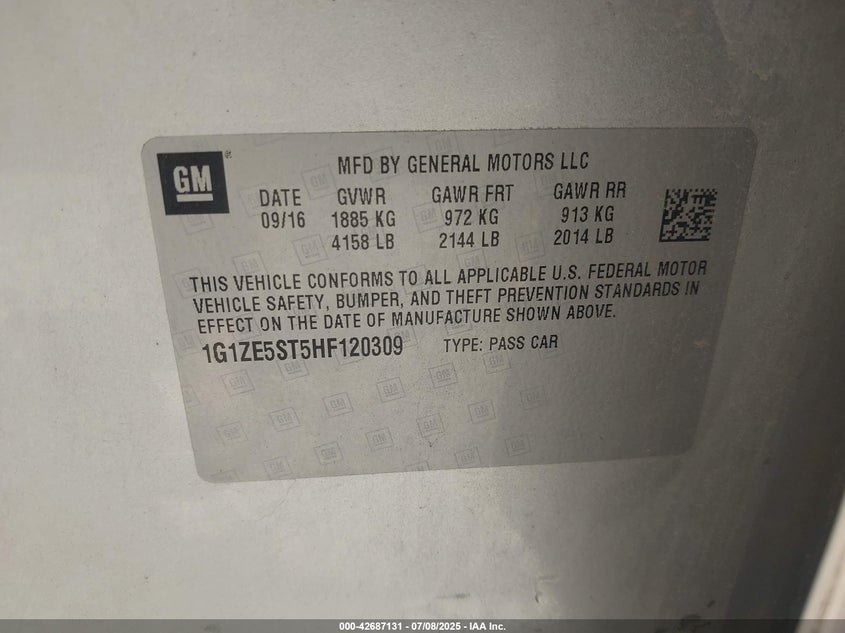 GM
MFD BY GENERAL MOTORS LLC
DATE GVWR GAWR FRT GAWR RR
09/16 1885 KG 972 KG 913 KG
4158 LB 2144 LB 2014 LB
THIS VEHICLE CONFORMS TO ALL APPLICABLE U.S. FEDERAL MOTOR
VEHICLE SAFETY, BUMPER, AND THEFT PREVENTION STANDARDS IN
EFFECT ON THE DATE OF MANUFACTURE SHOWN ABOVE.
1G1ZE5ST5HF120309 TYPE: PASS CAR
000-42687131 - 07/08/2025 - IAA Inc.